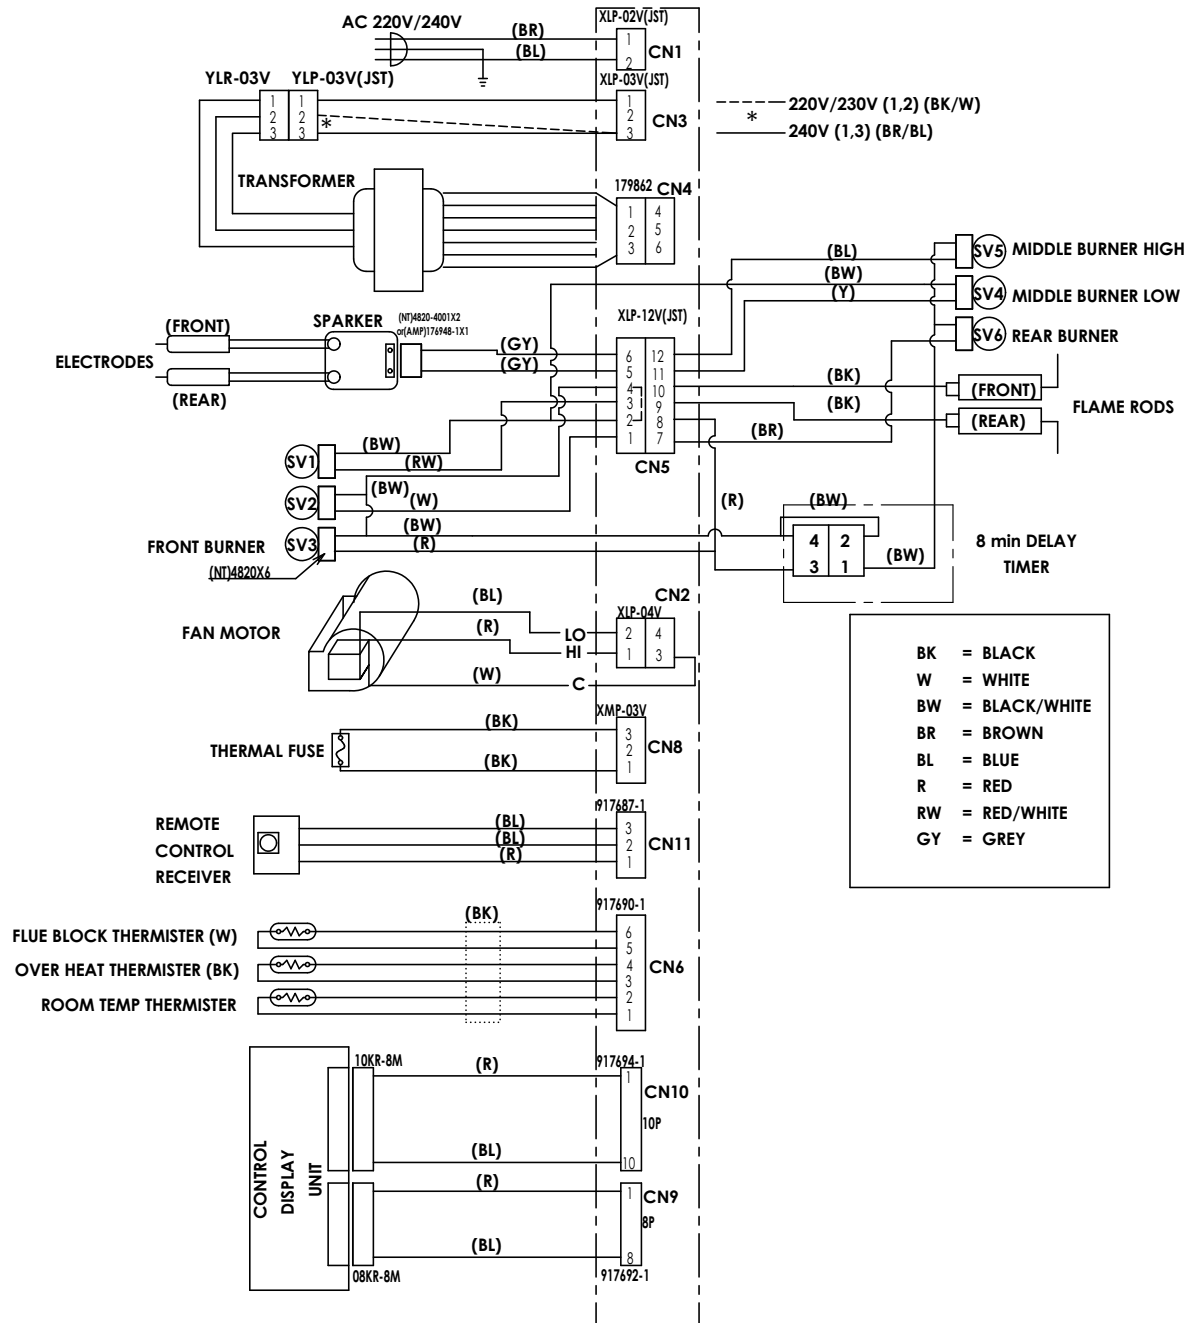 AC 220V/240V
(BR)
(BL)
XLP-02V(JST)
1
2
CN1
YLR-03V
YLP-03V(JST)
1
2
3
1
2
3
*
XLP-03V(JST)
1
2
3
CN3
220V/230V (1,2) (BK/W)
*
240V (1,3) (BR/BL)
TRANSFORMER
179862
CN4
1 4
2 5
3 6
(BL)
(BW)
(Y)
SV5
MIDDLE BURNER HIGH
SV4
MIDDLE BURNER LOW
SV6
REAR BURNER
ELECTRODES
(FRONT)
(REAR)
SPARKER
(NT)4820-4001X2
or(AMP)176948-1X1
(GY)
(GY)
XLP-12V(JST)
6 12
5 11
4 10
3 9
2 8
1 7
CN5
(BK)
(BK)
(BR)
(FRONT)
(REAR)
FLAME RODS
SV1
(BW)
(RW)
SV2
(BW)
(W)
FRONT BURNER
SV3
(BW)
(R)
(NT)4820X6
(R)
(BW)
4 2
3 1
(BW)
8 min DELAY
TIMER
FAN MOTOR
(BL)
(R)
(W)
LO
HI
C
CN2
XLP-04V
2 4
1 3
BK = BLACK
W = WHITE
BW = BLACK/WHITE
BR = BROWN
BL = BLUE
R = RED
RW = RED/WHITE
GY = GREY
THERMAL FUSE
(BK)
(BK)
XMP-03V
3
2
1
CN8
REMOTE
CONTROL
RECEIVER
(BL)
(BL)
(R)
917687-1
3
2
1
CN11
FLUE BLOCK THERMISTER (W)
OVER HEAT THERMISTER (BK)
ROOM TEMP THERMISTER
(BK)
917690-1
6
5
4
3
2
1
CN6
CONTROL
DISPLAY
UNIT
10KR-8M
(R)
(BL)
917694-1
1
10
CN10
10P
(R)
(BL)
08KR-8M
1
8
CN9
8P
917692-1